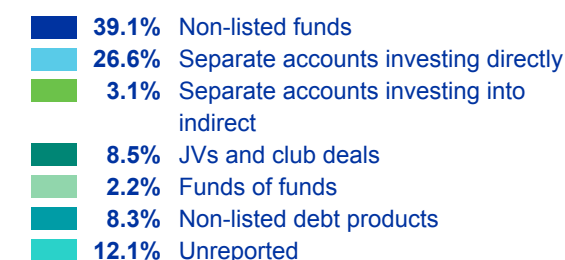 39.1% Non-listed funds
26.6% Separate accounts investing directly
3.1% Separate accounts investing into
indirect
8.5% JVs and club deals
2.2% Funds of funds
8.3% Non-listed debt products
12.1% Unreported